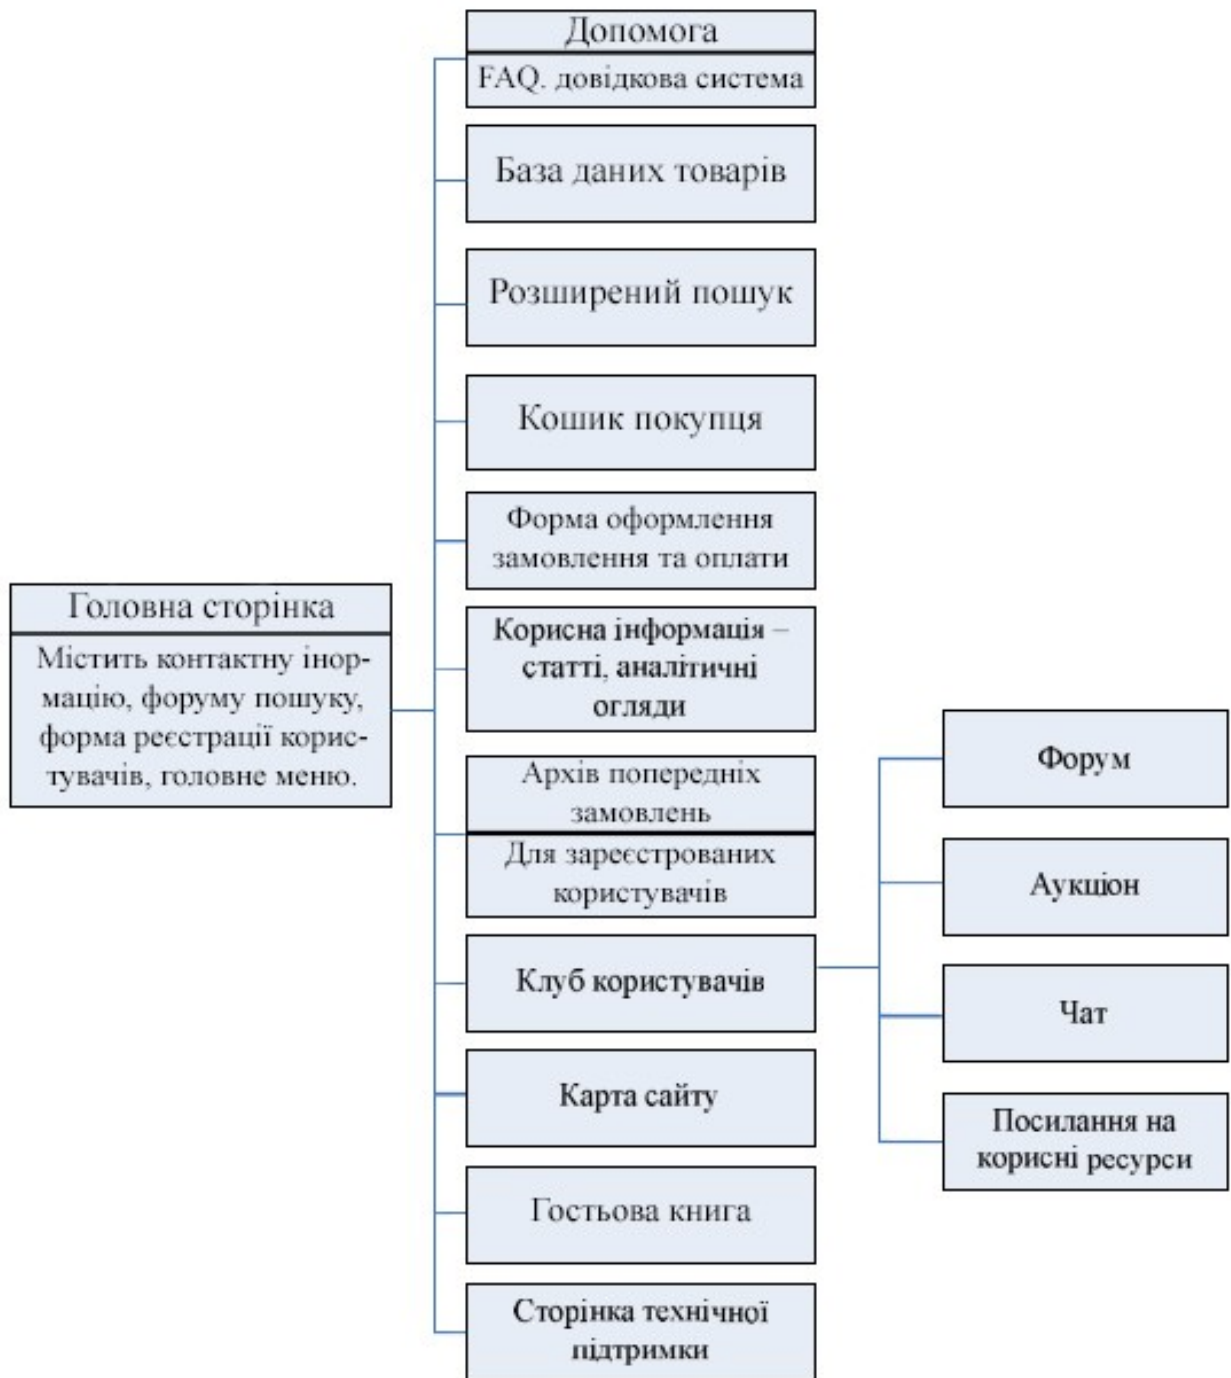 Допомога
FAQ. довідкова система
База даних товарів
Розширений пошук
Кошик покупця
Форма оформлення
замовлення та оплати
Головна сторінка
Містить контактну інор-
мацію, форуму пошуку,
форма реєстрації корис-
тувачів, головне меню.
Корисна інформація –
статті, аналітичні
огляди
Архів попередніх
замовлень
Для зареєстрованих
користувачів
Клуб користувачів
Карта сайту
Гостьова книга
Сторінка технічної
підтримки
Форум
Аукціон
Чат
Посилання на
корисні ресурси